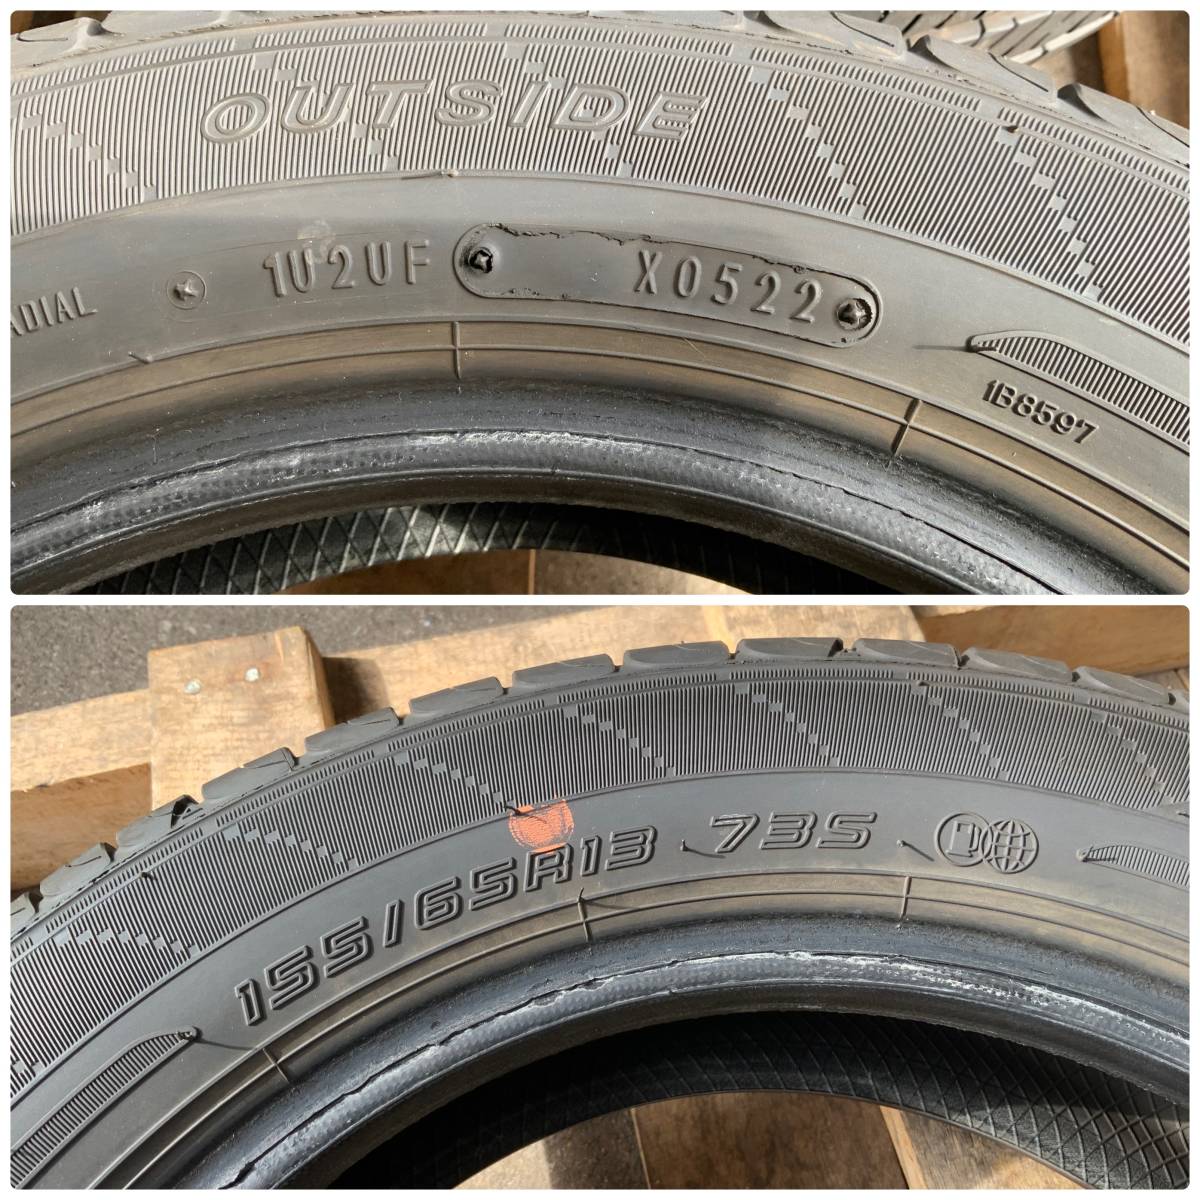 OUTSIDE
ADIAL
1U2UF
X0522
1B8597
155/65R13 73S